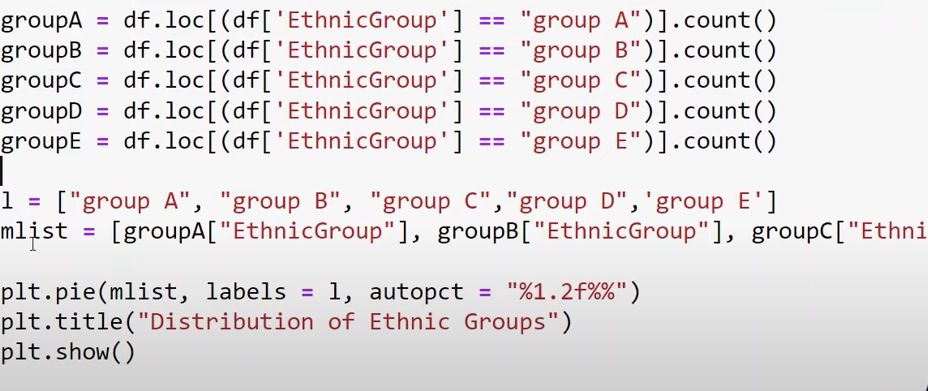 groupA = df.loc[(df['EthnicGroup'] == "group A")].count()
groupB = df.loc[(df['EthnicGroup'] == "group B")].count()
groupC = df.loc[(df['EthnicGroup'] == "group C")].count()
groupD = df.loc[(df['EthnicGroup'] == "group D")].count()
groupE = df.loc[(df['EthnicGroup'] == "group E")].count()
l = ["group A", "group B", "group C","group D",'group E']
mlist = [groupA["EthnicGroup"], groupB["EthnicGroup"], groupC["Ethni
plt.pie(mlist, labels = l, autopct = "%1.2f%%")
plt.title("Distribution of Ethnic Groups")
plt.show()